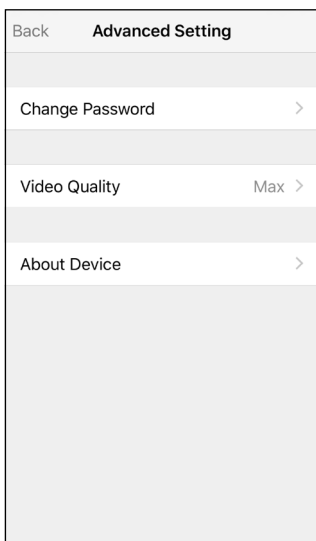 Back Advanced Setting
Change Password
Video Quality Max
About Device